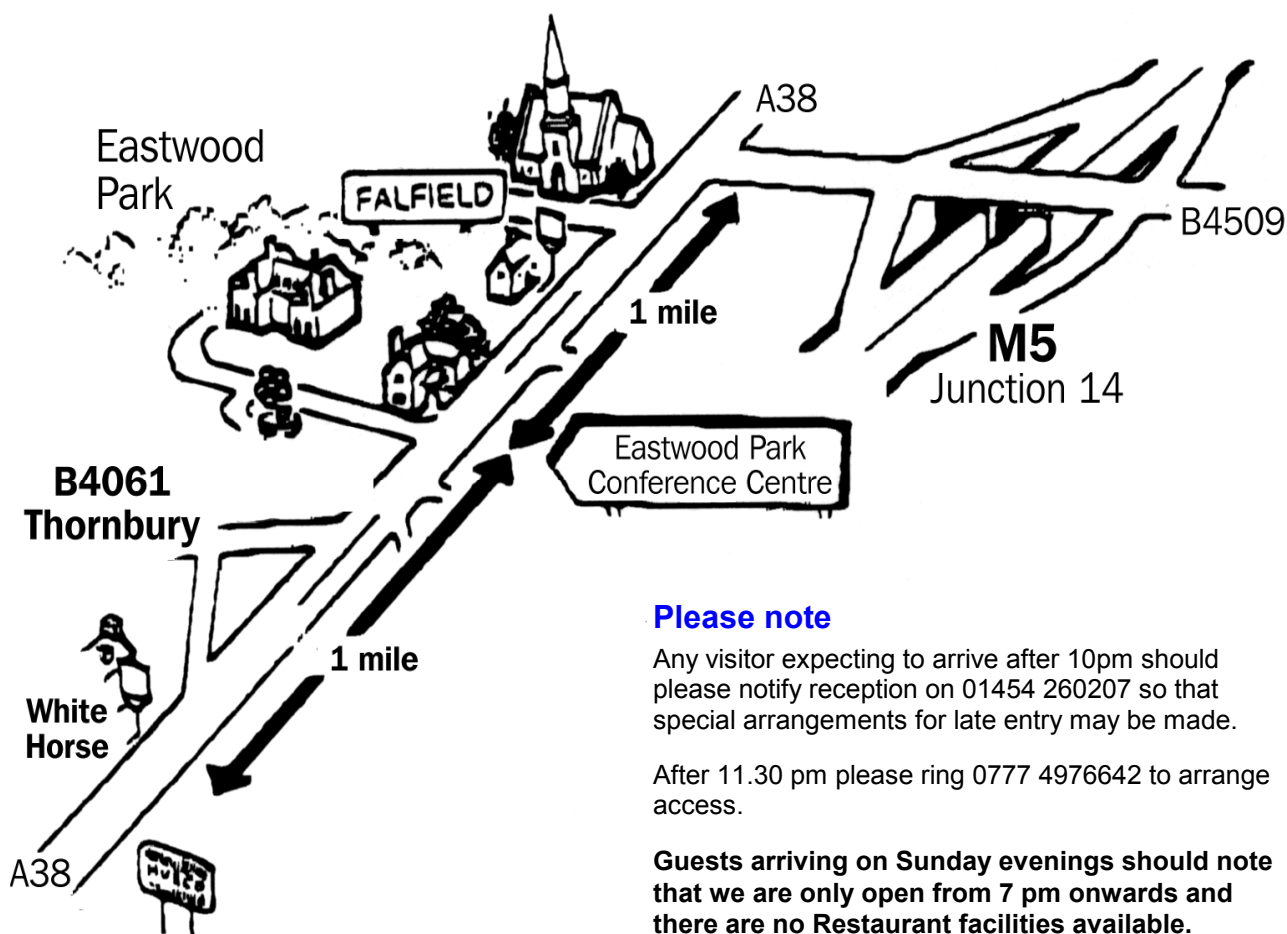 A38
Eastwood
Park
FALFIELD
B4509
1 mile
M5
Junction 14
Eastwood Park
Conference Centre
B4061
Thornbury
1 mile
White
Horse
A38
Please note
Any visitor expecting to arrive after 10pm should
please notify reception on 01454 260207 so that
special arrangements for late entry may be made.
After 11.30 pm please ring 0777 4976642 to arrange
access.
Guests arriving on Sunday evenings should note
that we are only open from 7 pm onwards and
there are no Restaurant facilities available.